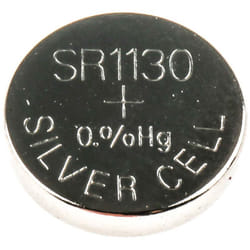 SR1130
+
0.%Hg
SILVER CELL